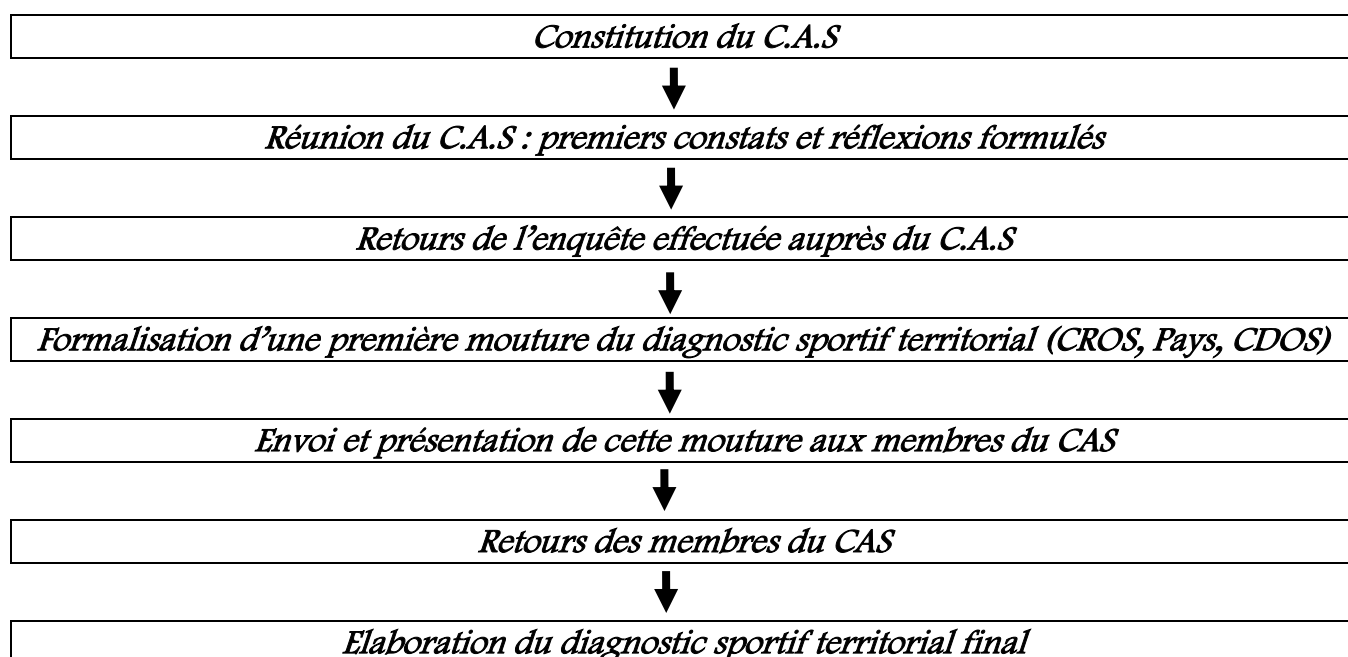 Constitution du C.A.S
Réunion du C.A.S : premiers constats et réflexions formulés
Retours de l'enquête effectuée auprès du C.A.S
Formalisation d'une première mouture du diagnostic sportif territorial (CROS, Pays, CDOS)
Envoi et présentation de cette mouture aux membres du CAS
Retours des membres du CAS
Elaboration du diagnostic sportif territorial final